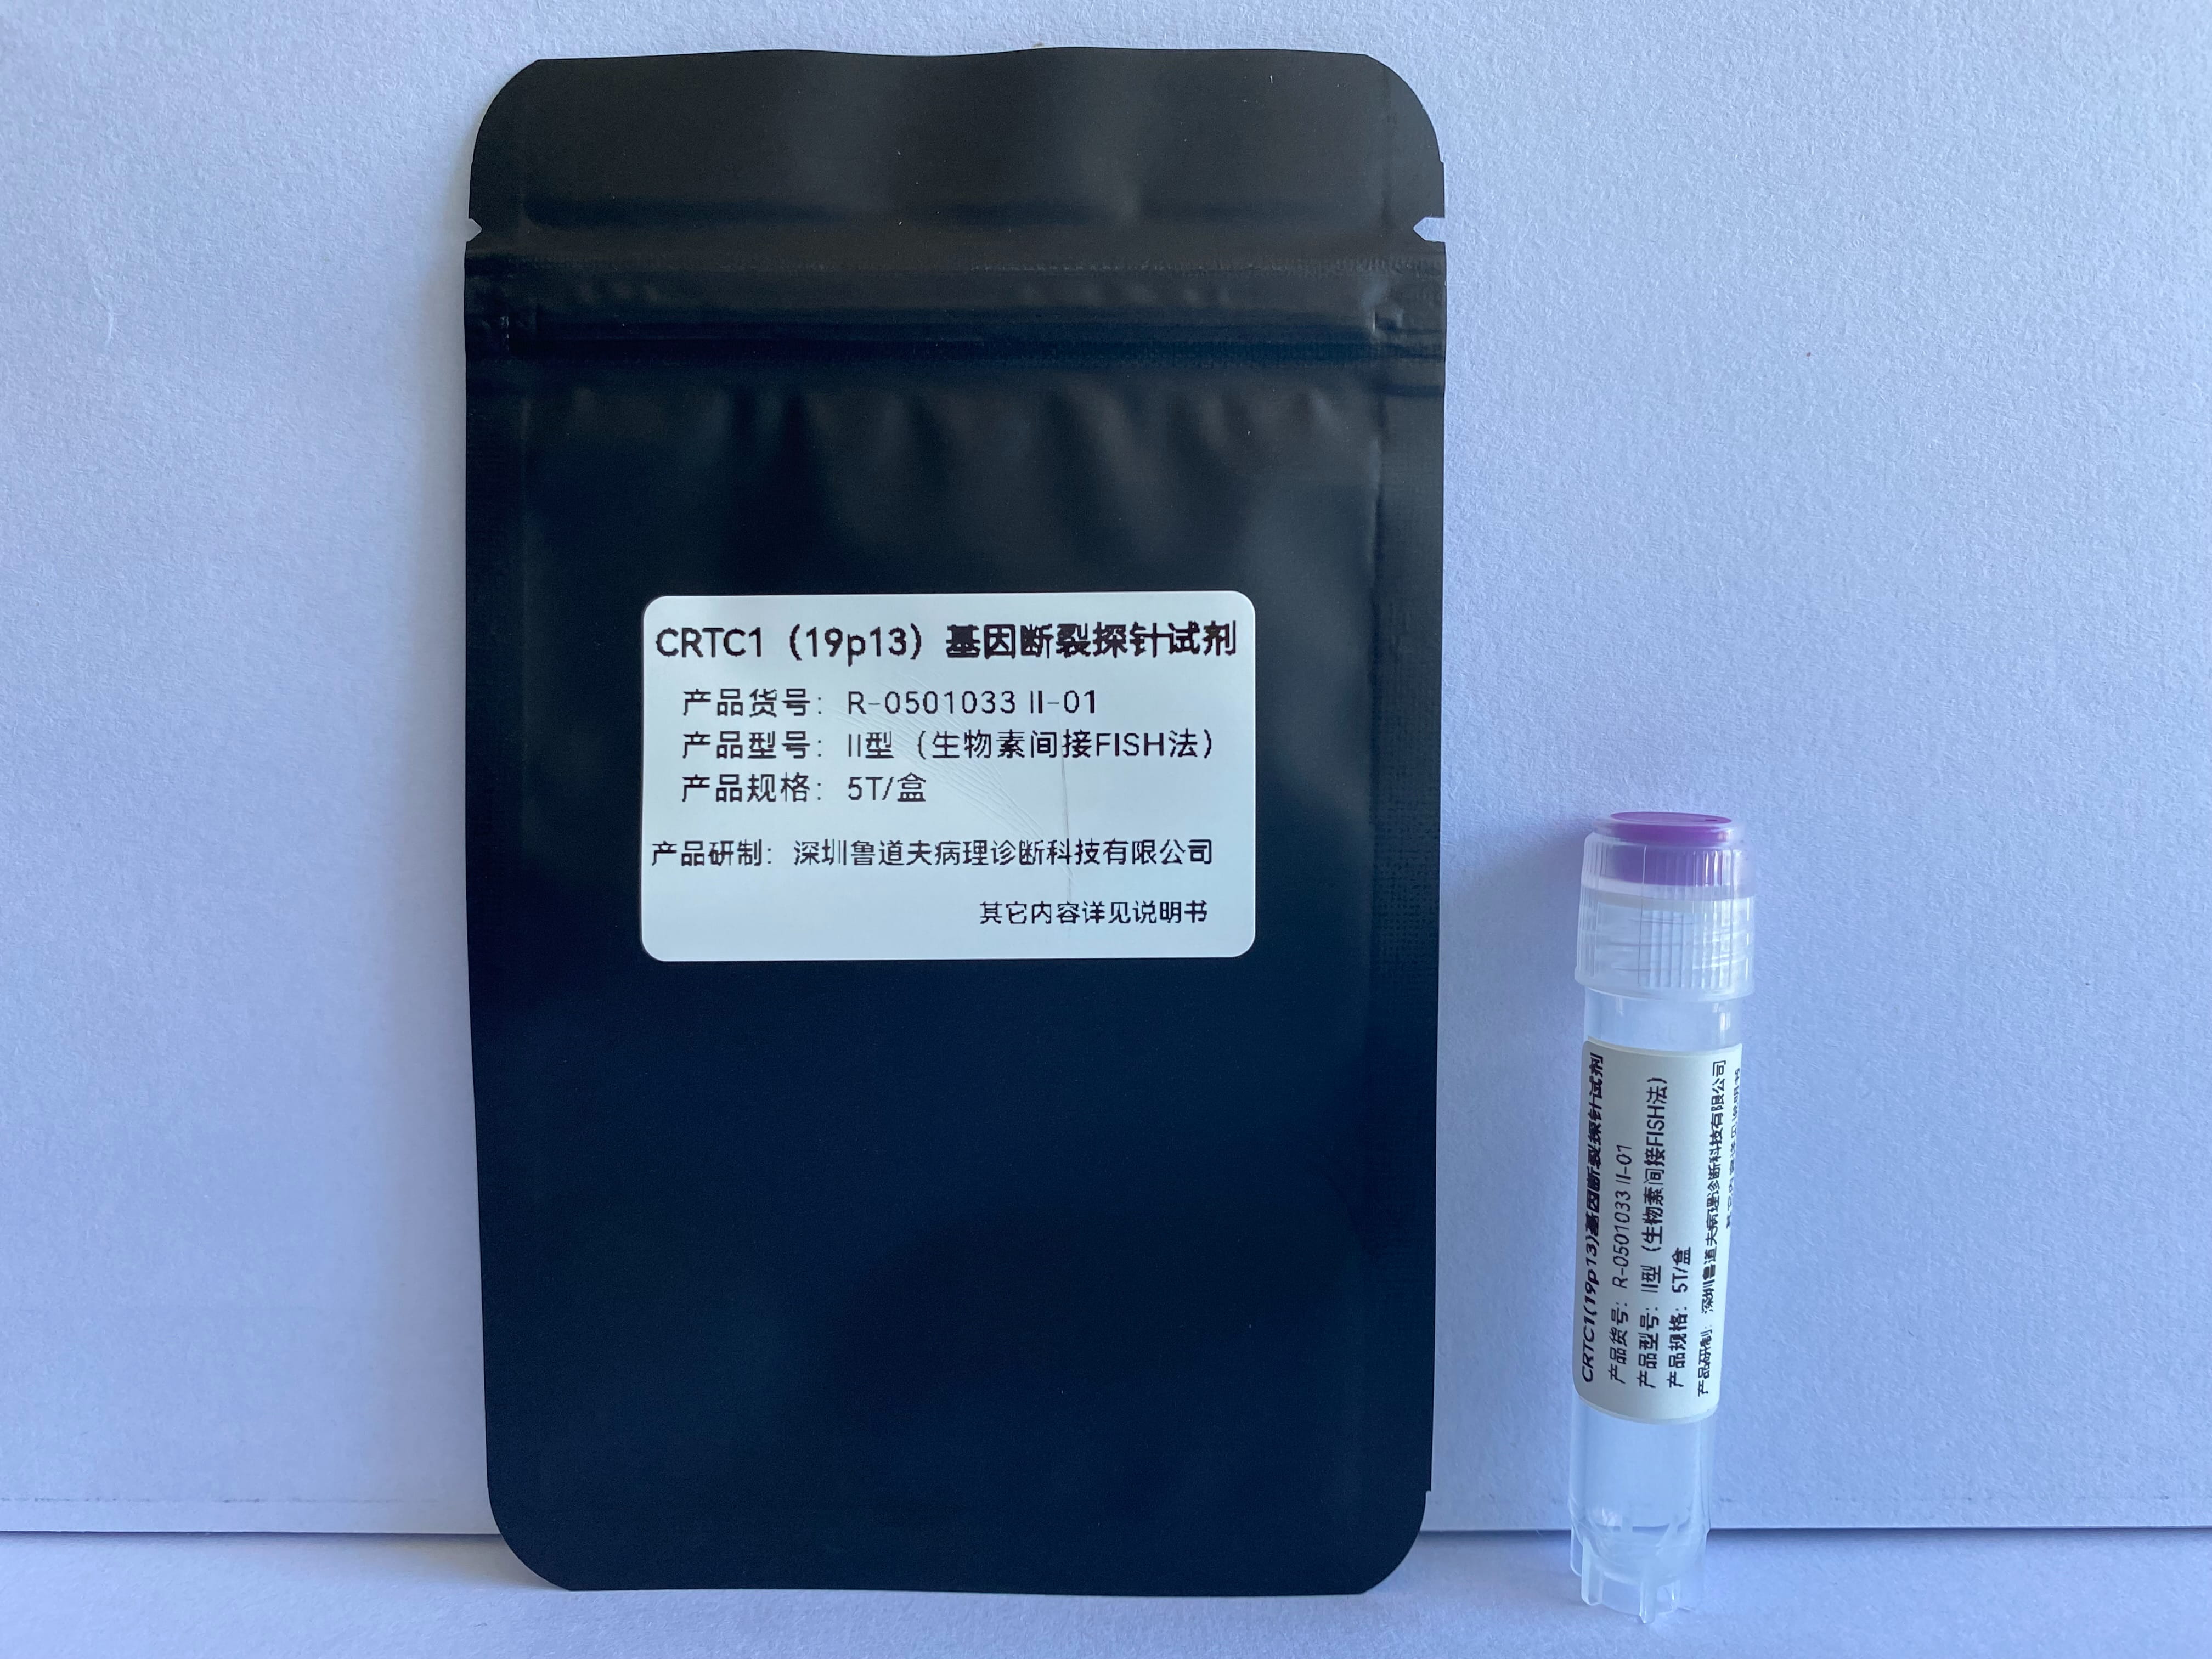 CRTC1（19p13）基因断裂探针试剂
产品货号： R-0501033 II-01
产品型号： II型（生物素间接FISH法）
产品规格： 5T/盒
产品研制： 深圳鲁道夫病理诊断科技有限公司
其它内容详见说明书
CRTC1(19p13)基因断裂探针试剂
产品货号： R-0501033 II-01
产品型号： II型（生物素间接FISH法）
产品规格： 5T/盒
产品研制： 深圳鲁道夫病理诊断科技有限公司